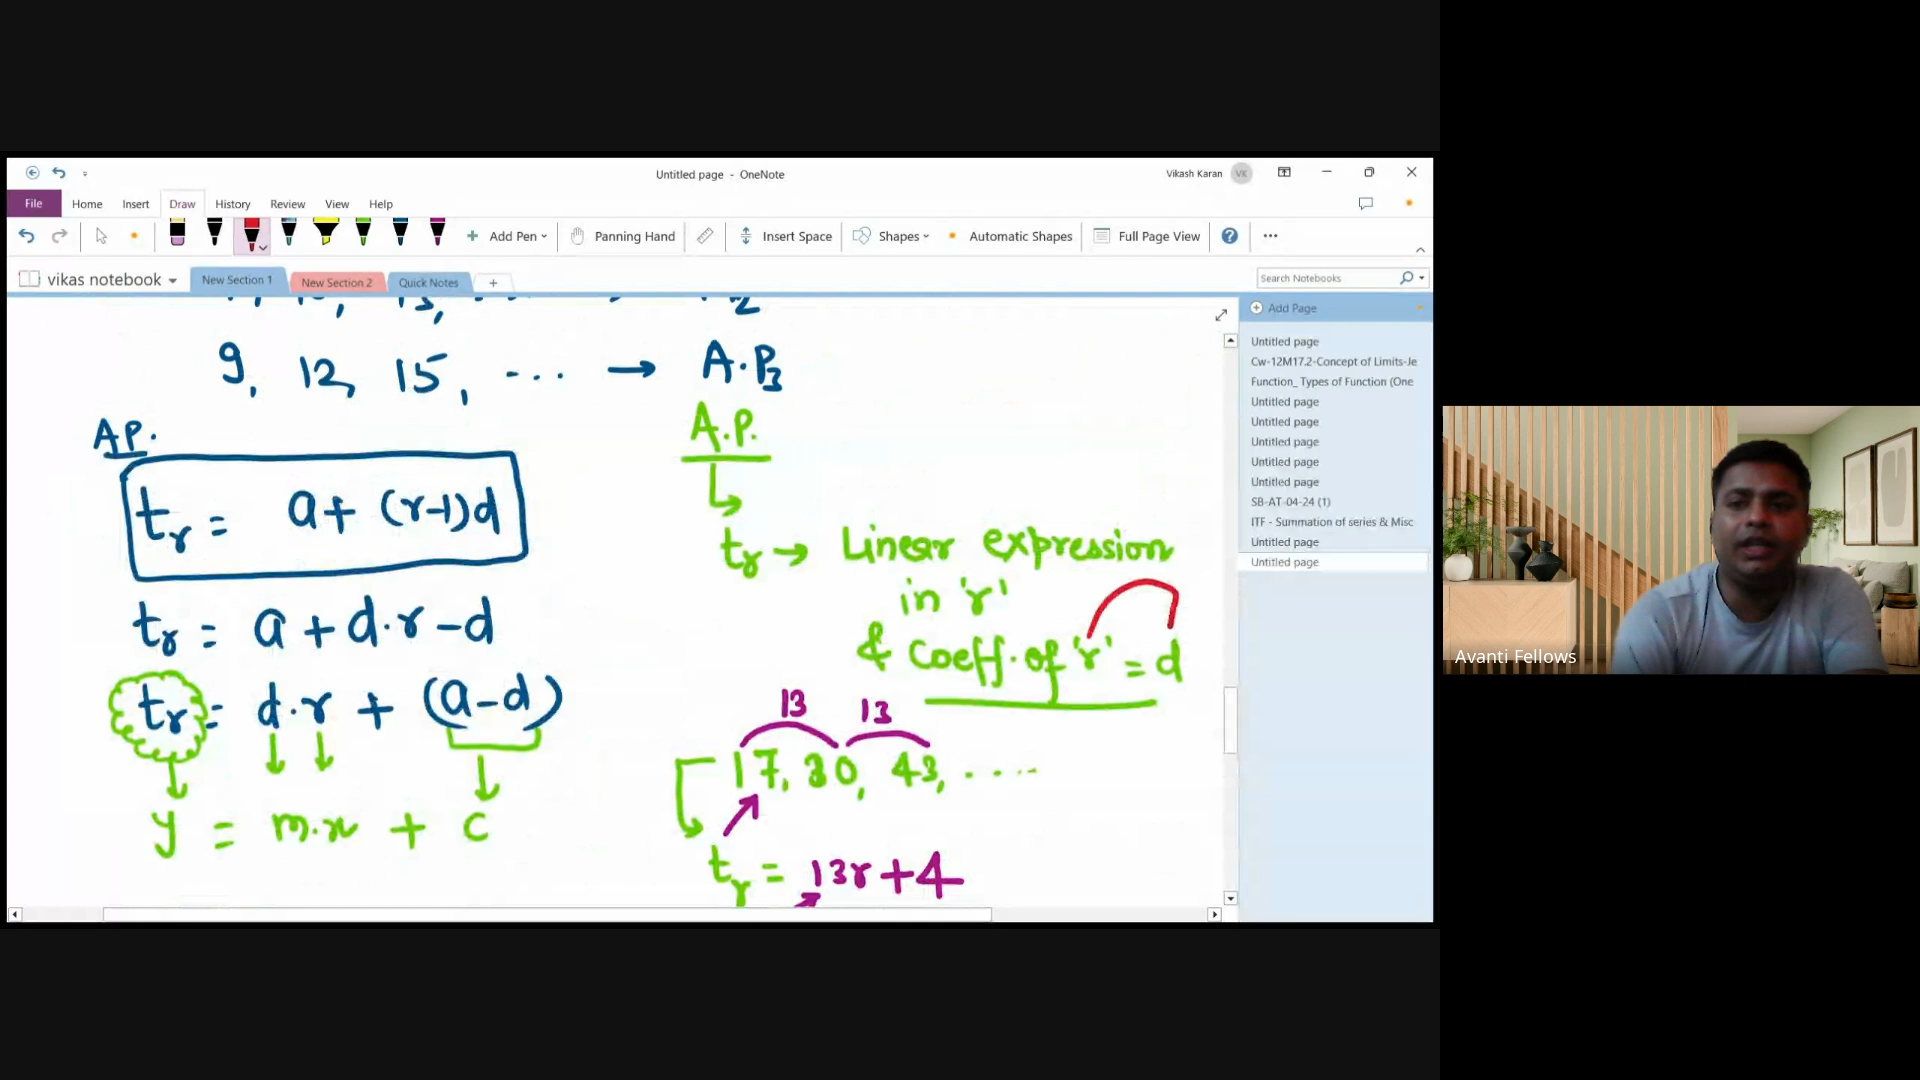 Untitled page - OneNote
Vikash Karan VK
File Home Insert Draw History Review View Help
Add Pen Panning Hand Insert Space Shapes Automatic Shapes Full Page View
vikas notebook New Section 1 New Section 2 Quick Notes
Search Notebooks
Add Page
Untitled page
Cw-12M17.2-Concept of Limits-Je
Function_ Types of Function (One
Untitled page
Untitled page
Untitled page
Untitled page
Untitled page
SB-AT-04-24 (1)
ITF - Summation of series & Misc
Untitled page
Untitled page
9, 12, 15, ... → A.P3
A.P.
tr = a+ (r-1)d
tr = a + d.r - d
tr = d.r + (a-d)
y = m.x + c
A.P.
tr → Linear expression
in 'r'
& Coeff. of 'r' = d
13 13
17, 30, 43, .....
tr = 13r+4
Avanti Fellows